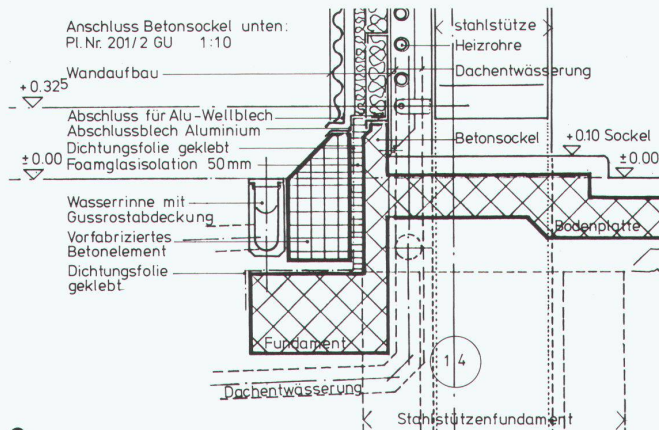 Anschluss Betonsockel unten:
Pl. Nr. 201/2 GU 1:10
Wandaufbau
+0.325
Abschluss für Alu-Wellblech
Abschlussblech Aluminium
Dichtungsfolie geklebt
±0.00
Foamglasisolation 50mm
Wasserrinne mit
Gussrostabdeckung
Vorfabriziertes
Betonelement
Dichtungsfolie
geklebt.
stahlstütze
Heizrohre
Dachentwässerung
Betonsockel
+0.10 Sockel
±0.00
Bodenplatte
Fundament
14
Dachentwässerung
Stahlstützenfundament